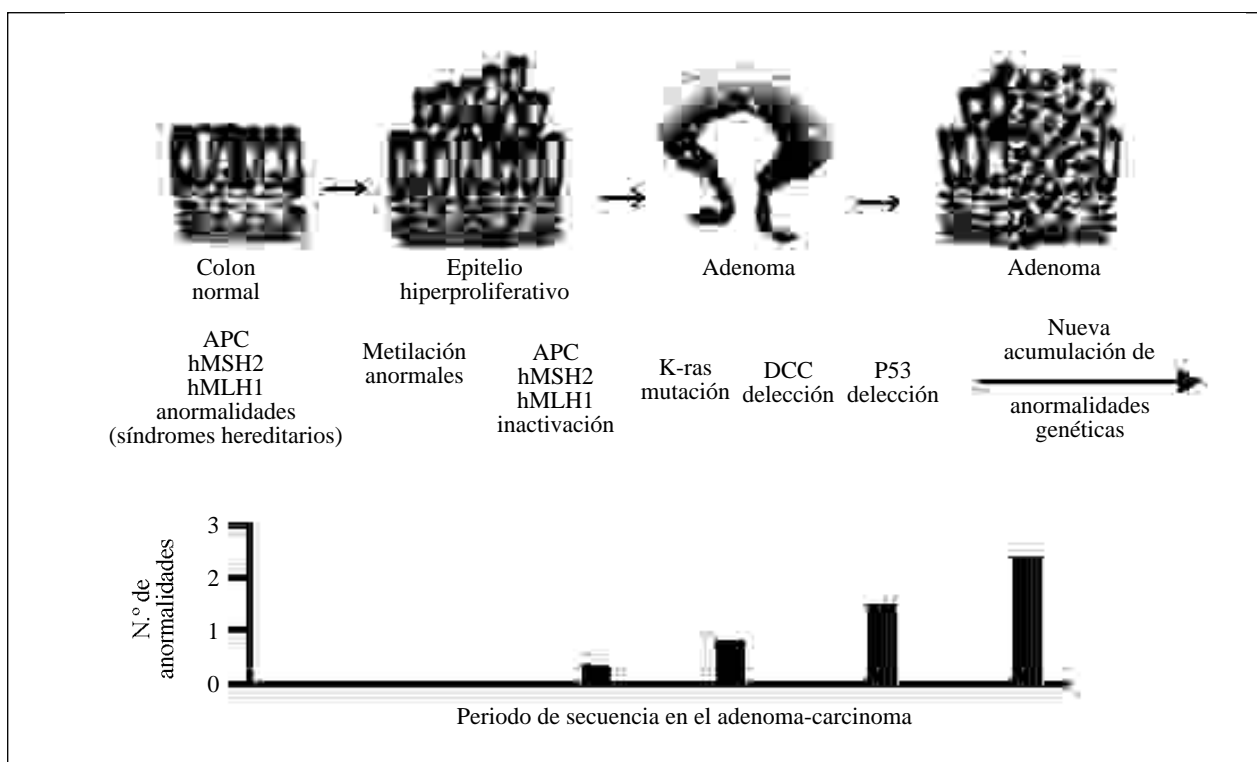 Colon
normal
Epitelio
hiperproliferativo
Adenoma
Adenoma
APC
hMSH2
hMLH1
anormalidades
(síndromes hereditarios)
Metilación
anormales
APC
hMSH2
hMLH1
inactivación
K-ras
mutación
DCC
delección
P53
delección
Nueva
acumulación de
anormalidades
genéticas
N.º de
anormalidades
3
2
1
0
Periodo de secuencia en el adenoma-carcinoma